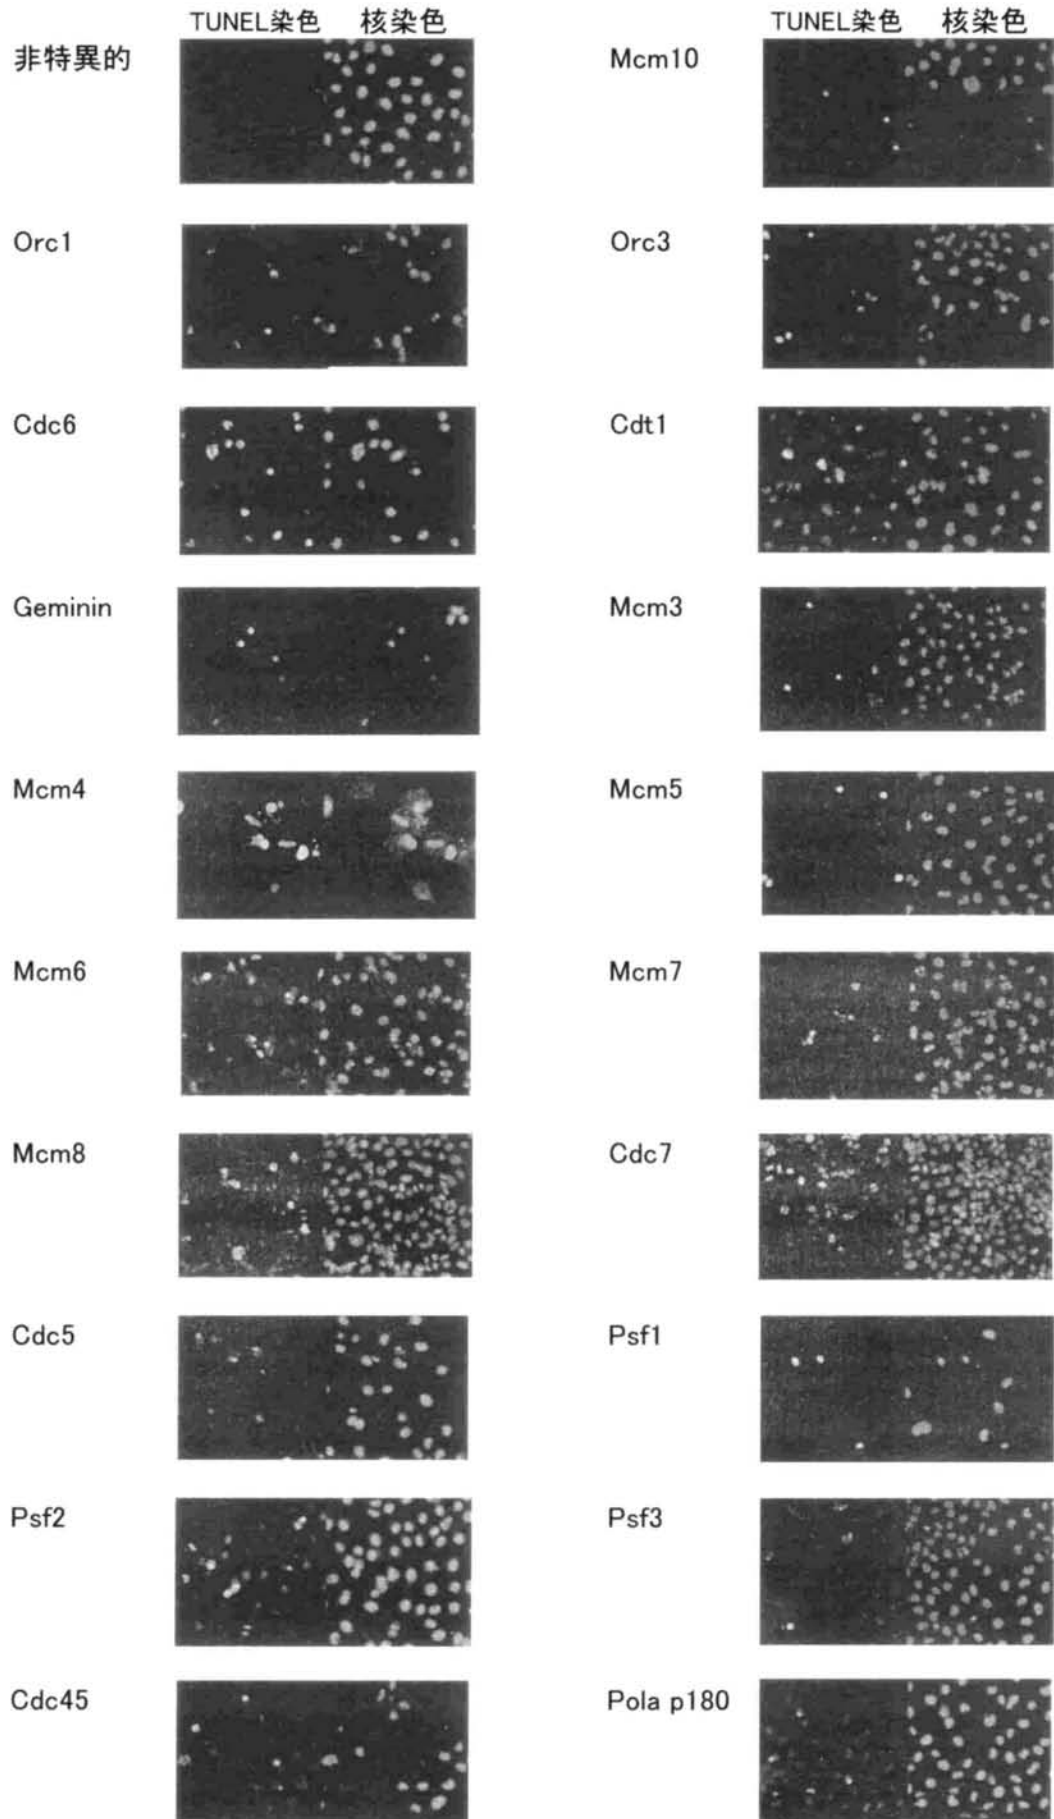 TUNEL染色 核染色 TUNEL染色 核染色
非特異的 Mcm10
Orc1 Orc3
Cdc6 Cdt1
Geminin Mcm3
Mcm4 Mcm5
Mcm6 Mcm7
Mcm8 Cdc7
Cdc5 Psf1
Psf2 Psf3
Cdc45 Pola p180